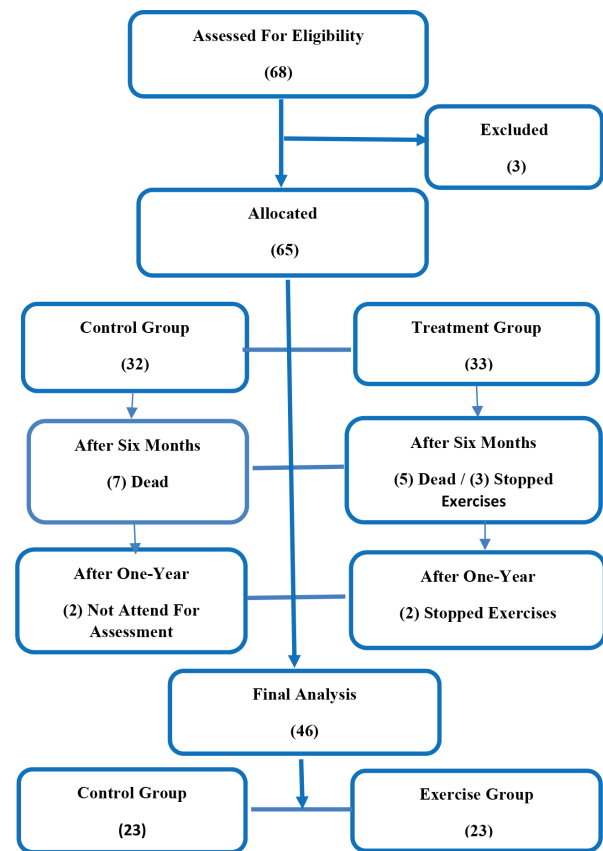 Assessed For Eligibility
(68)
Excluded
(3)
Allocated
(65)
Control Group
(32)
Treatment Group
(33)
After Six Months
(7) Dead
After Six Months
(5) Dead / (3) Stopped
Exercises
After One-Year
(2) Not Attend For
Assessment
After One-Year
(2) Stopped Exercises
Final Analysis
(46)
Control Group
(23)
Exercise Group
(23)